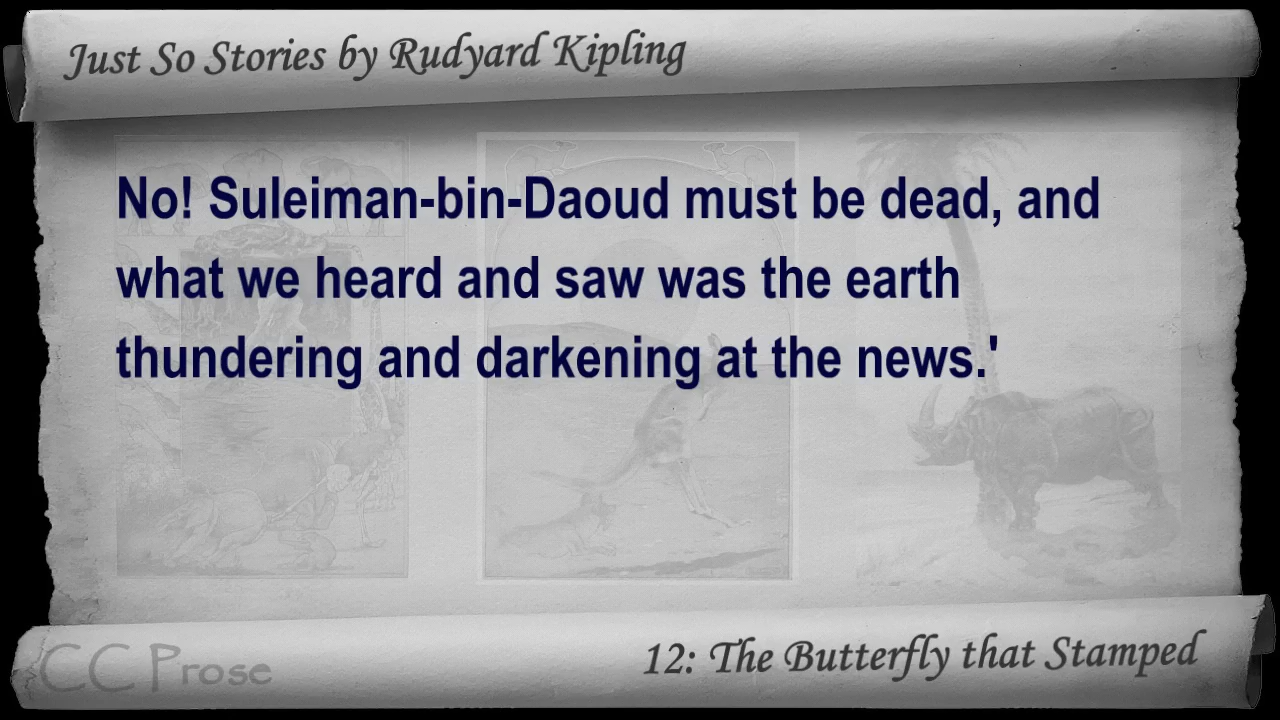 Just So Stories by Rudyard Kipling
No! Suleiman-bin-Daoud must be dead, and
what we heard and saw was the earth
thundering and darkening at the news.'
CC Prose
12: The Butterfly that Stamped